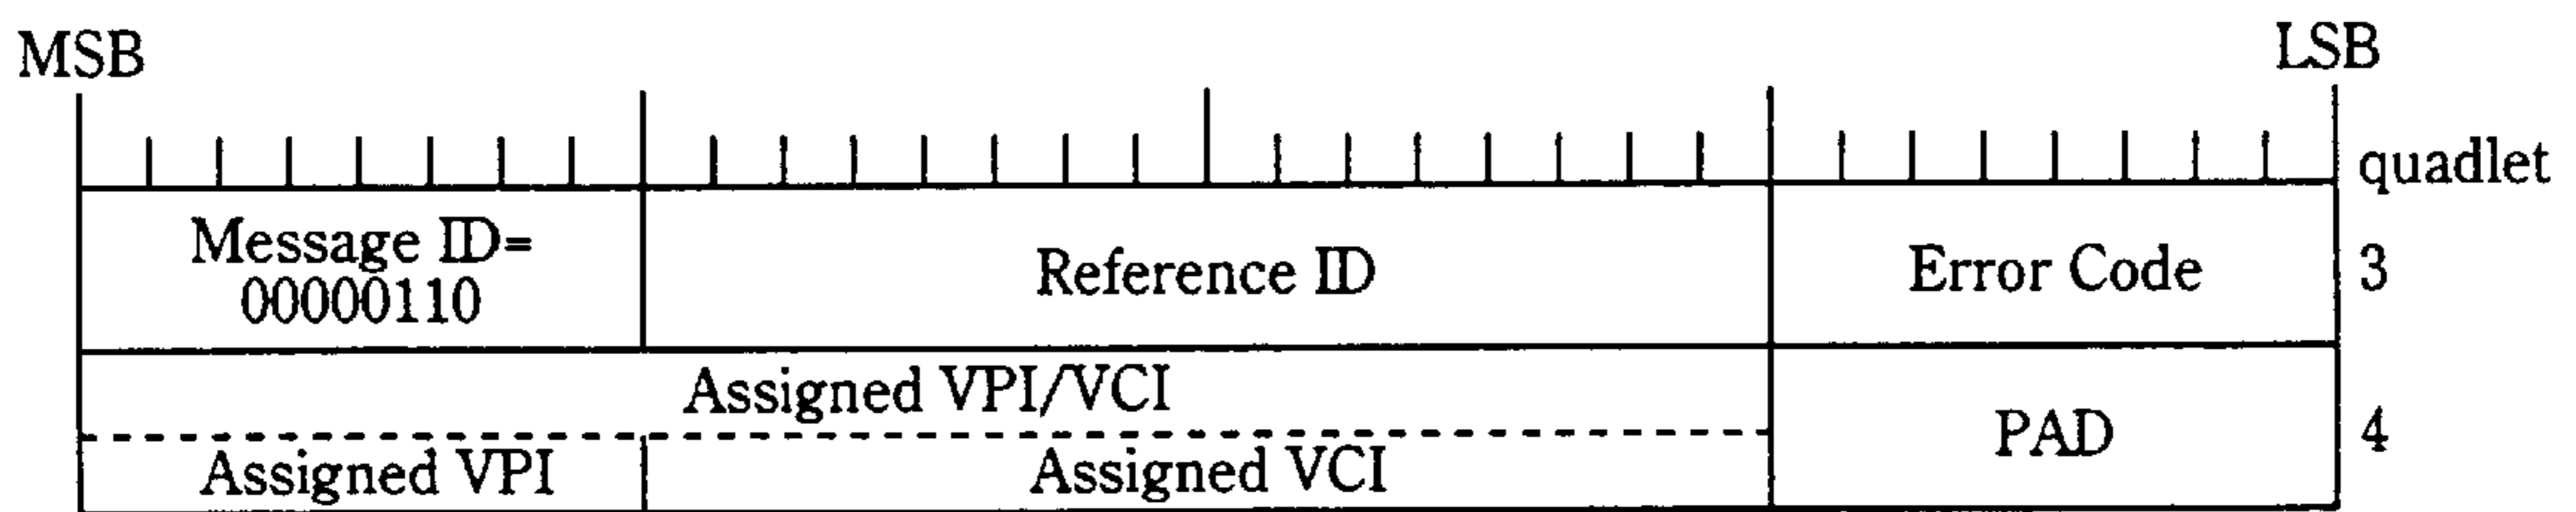 MSB
LSB
quadlet
Message ID=
00000110
Reference ID
Error Code
3
Assigned VPI/VCI
PAD
4
Assigned VPI
Assigned VCI